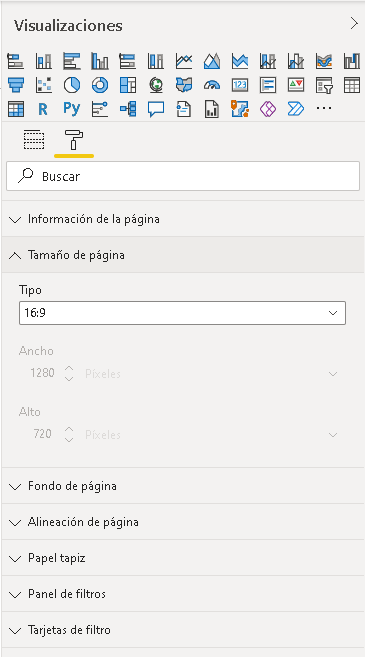 Visualizaciones
123
R
Py
Buscar
Información de la página
Tamaño de página
Tipo
16:9
Ancho
1280 Píxeles
Alto
720 Píxeles
Fondo de página
Alineación de página
Papel tapiz
Panel de filtros
Tarjetas de filtro